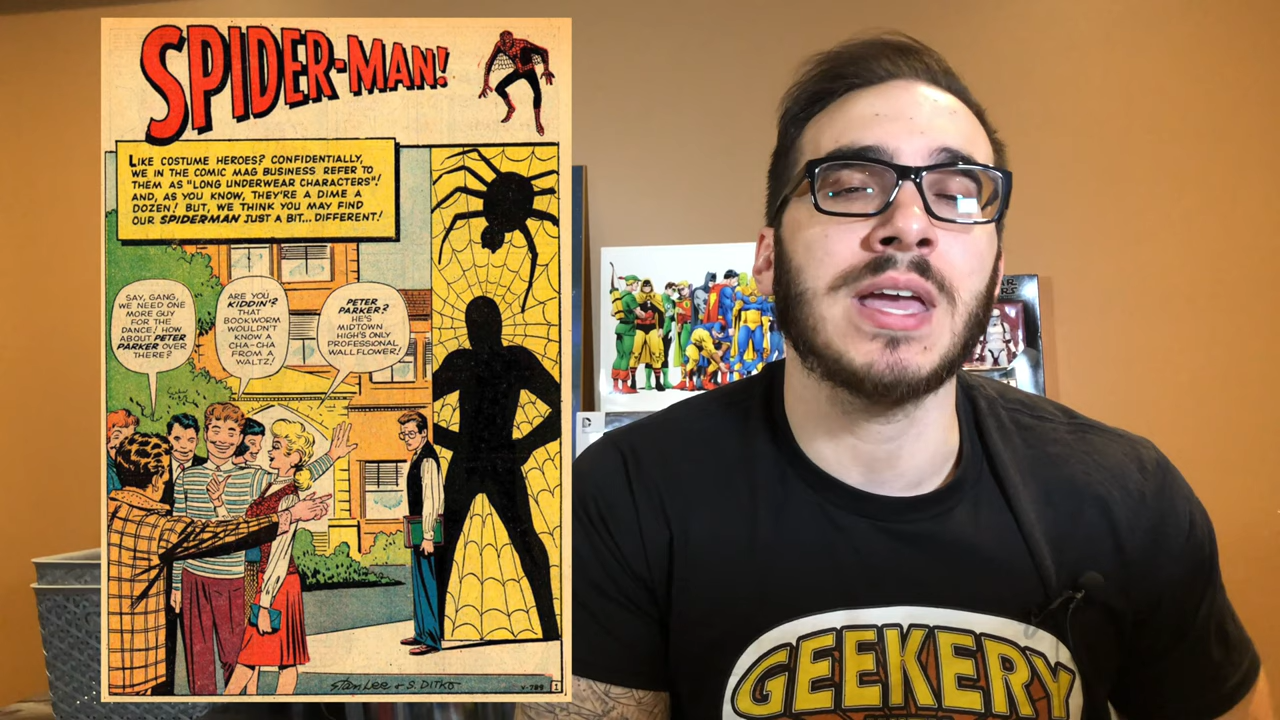 SPIDER-MAN!
LIKE COSTUME HEROES? CONFIDENTIALLY,
WE IN THE COMIC MAG BUSINESS REFER TO
THEM AS "LONG UNDERWEAR CHARACTERS"!
AND, AS YOU KNOW, THEY'RE A DIME A
DOZEN! BUT, WE THINK YOU MAY FIND
OUR SPIDERMAN JUST A BIT... DIFFERENT!
SAY, GANG,
WE NEED ONE
MORE GUY
FOR THE
DANCE! HOW
ABOUT PETER
PARKER OVER
THERE?
ARE YOU
KIDDIN'?
THAT
BOOKWORM
WOULDN'T
KNOW A
CHA-CHA
FROM A
WALTZ!
PETER
PARKER?
HE'S
MIDTOWN
HIGH'S ONLY
PROFESSIONAL
WALLFLOWER!
Stan Lee + S. DITKO
V-789
1
DC
GEEKERY